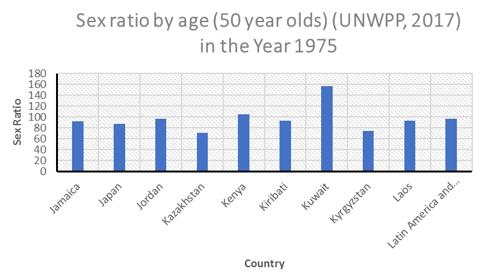 Sex ratio by age (50 year olds) (UNWPP, 2017)
in the Year 1975
Sex Ratio
180
160
140
120
100
80
60
40
20
0
Jamaica
Japan
Jordan
Kazakhstan
Kenya
Kiribati
Kuwait
Kyrgyzstan
Laos
Latin America and...
Country